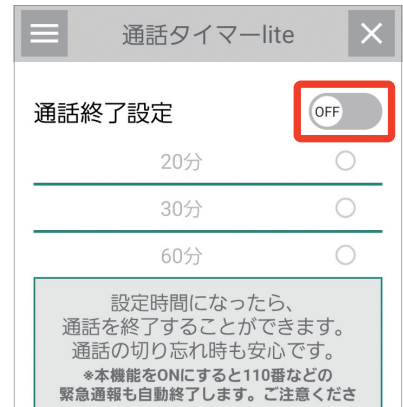 通話タイマーlite
通話終了設定
OFF
20分
30分
60分
設定時間になったら、
通話を終了することができます。
通話の切り忘れ時も安心です。
※本機能をONにすると110番などの
緊急通報も自動終了します。ご注意くださ